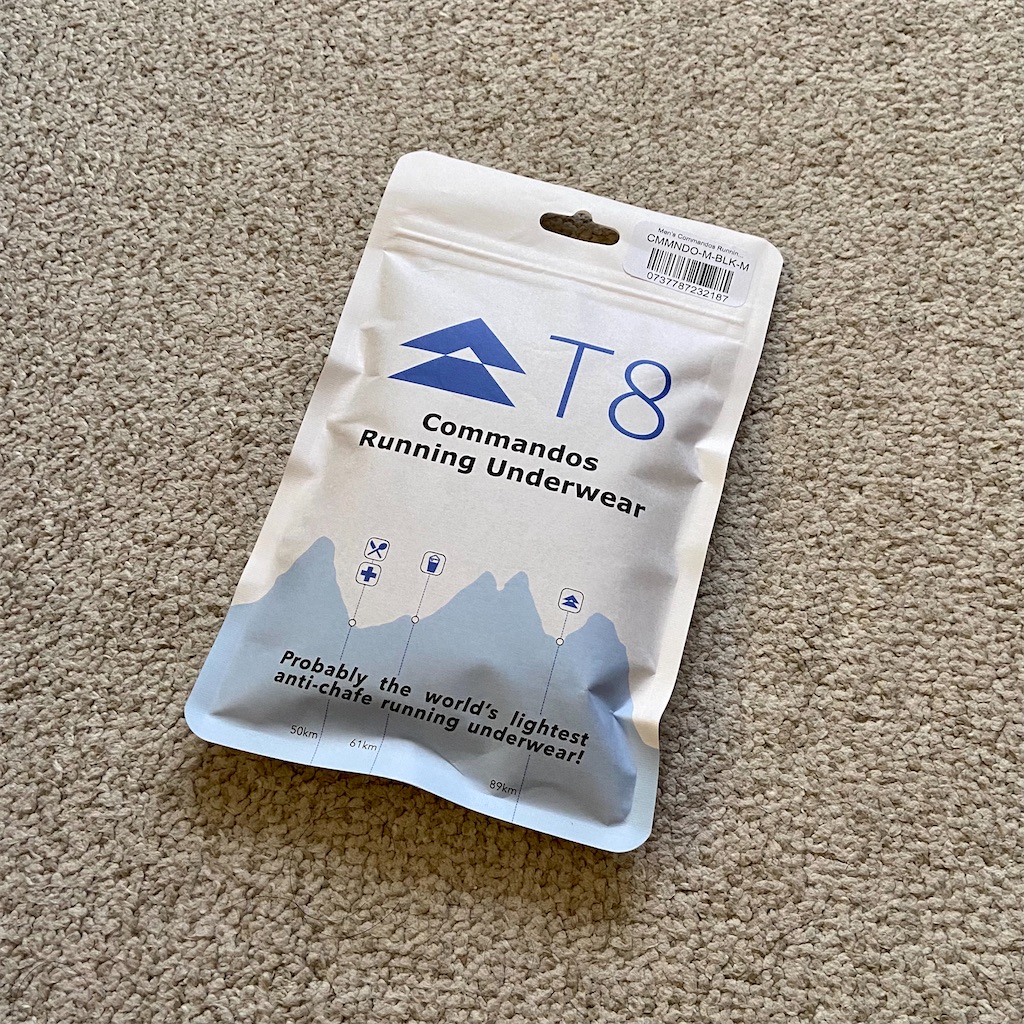 Men's Commandos Runnin...
CMMNDO-M-BLK-M
0737787232187
T8
Commandos
Running Underwear
Probably the world's lightest
anti-chafe running underwear!
50km
61km
89km